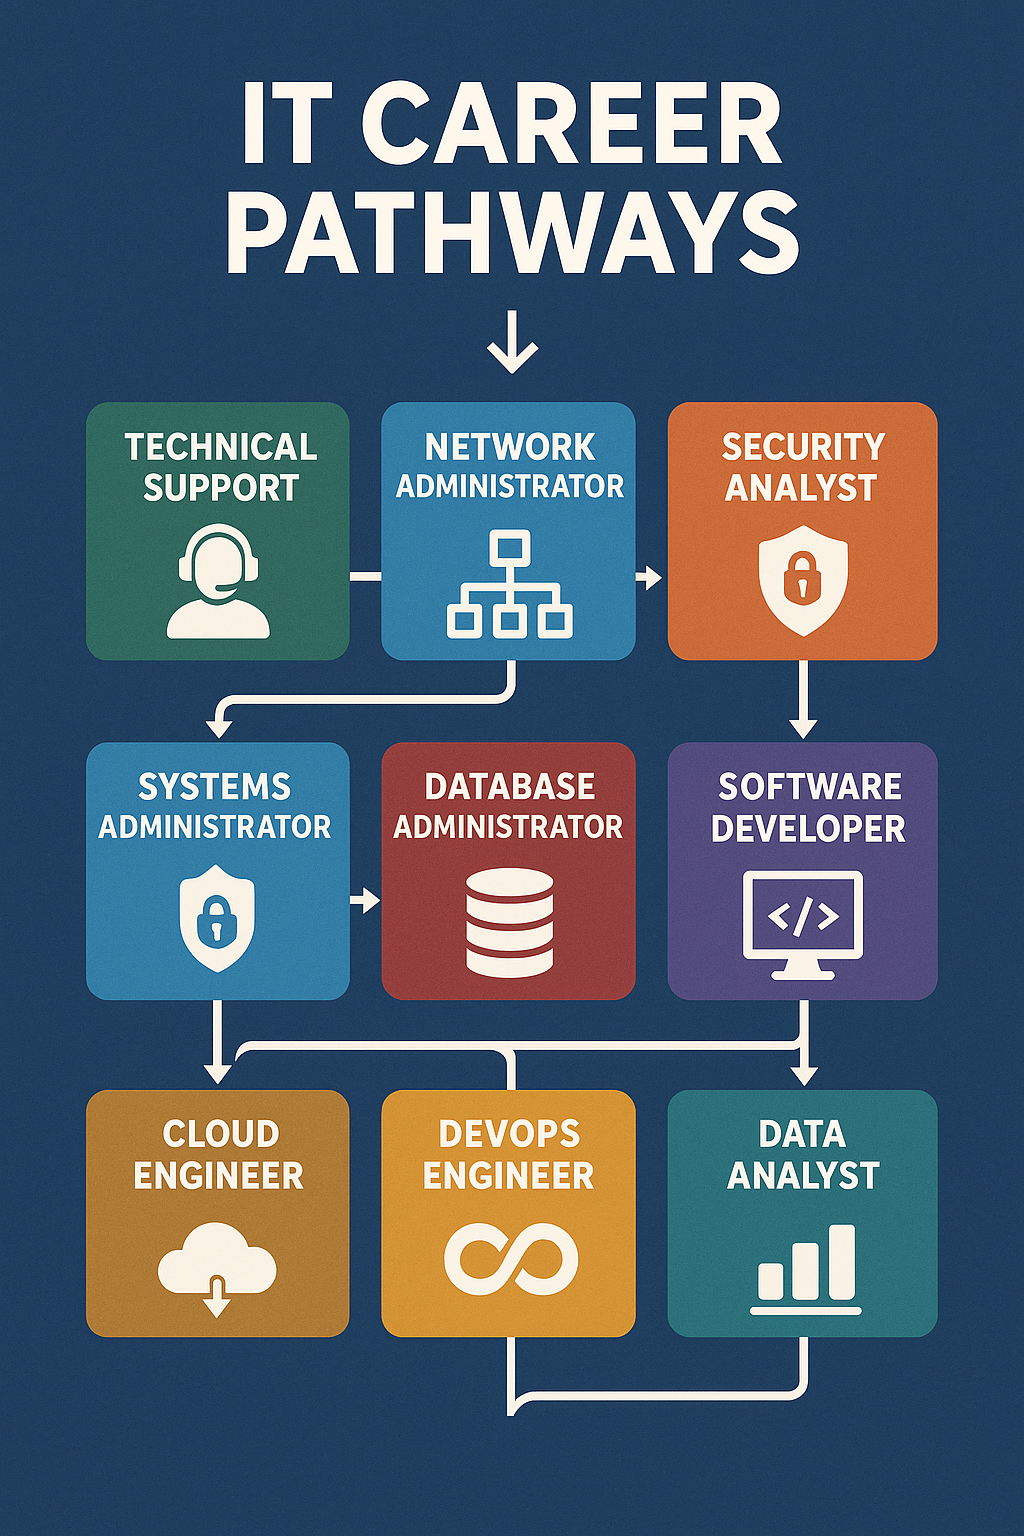 IT CAREER
PATHWAYS
TECHNICAL
SUPPORT
NETWORK
ADMINISTRATOR
SECURITY
ANALYST
SYSTEMS
ADMINISTRATOR
DATABASE
ADMINISTRATOR
SOFTWARE
DEVELOPER
</>
CLOUD
ENGINEER
DEVOPS
ENGINEER
DATA
ANALYST